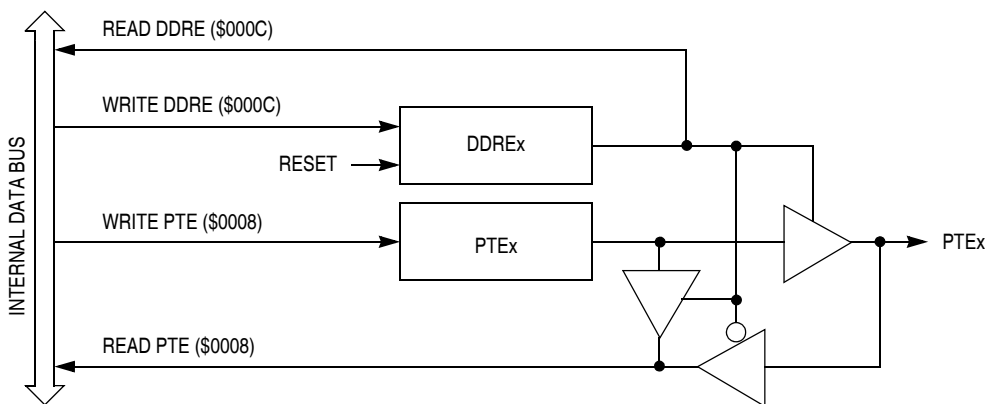 READ DDRE ($000C)
WRITE DDRE ($000C)
DDREx
RESET
WRITE PTE ($0008)
PTEx
PTEx
READ PTE ($0008)
INTERNAL DATA BUS